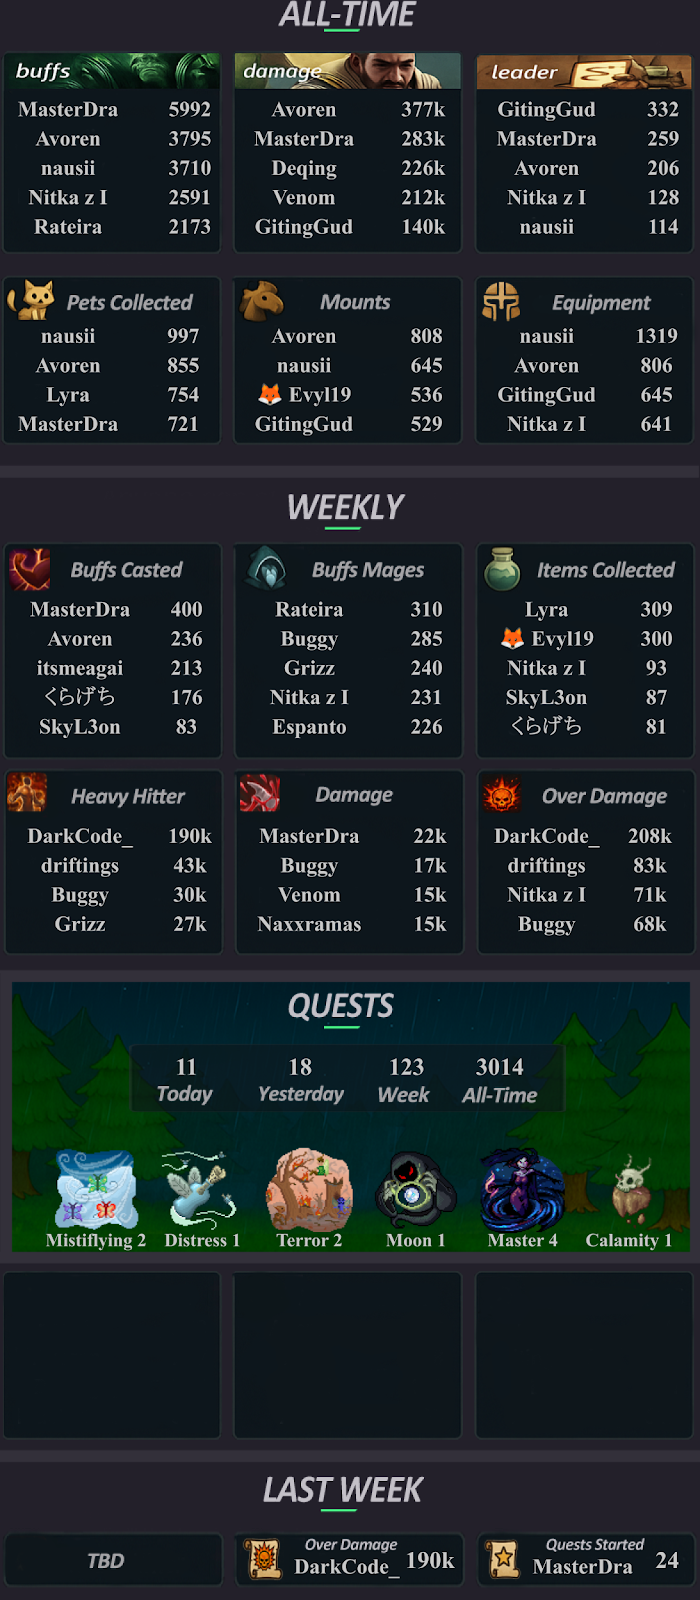 ALL-TIME
buffs
MasterDra 5992
Avoren 3795
nausii 3710
Nitka z I 2591
Rateira 2173
damage
Avoren 377k
MasterDra 283k
Deqing 226k
Venom 212k
GitingGud 140k
leader
GitingGud 332
MasterDra 259
Avoren 206
Nitka z I 128
nausii 114
Pets Collected
nausii 997
Avoren 855
Lyra 754
MasterDra 721
Mounts
Avoren 808
nausii 645
🦊 Evyl19 536
GitingGud 529
Equipment
nausii 1319
Avoren 806
GitingGud 645
Nitka z I 641
WEEKLY
Buffs Casted
MasterDra 400
Avoren 236
itsmeagai 213
くらげち 176
SkyL3on 83
Buffs Mages
Rateira 310
Buggy 285
Grizz 240
Nitka z I 231
Espanto 226
Items Collected
Lyra 309
🦊 Evyl19 300
Nitka z I 93
SkyL3on 87
くらげち 81
Heavy Hitter
DarkCode_ 190k
driftings 43k
Buggy 30k
Grizz 27k
Damage
MasterDra 22k
Buggy 17k
Venom 15k
Naxxramas 15k
Over Damage
DarkCode_ 208k
driftings 83k
Nitka z I 71k
Buggy 68k
QUESTS
11 18 123 3014
Today Yesterday Week All-Time
Mistiflying 2 Distress 1 Terror 2 Moon 1 Master 4 Calamity 1
LAST WEEK
TBD
Over Damage
DarkCode_ 190k
Quests Started
MasterDra 24